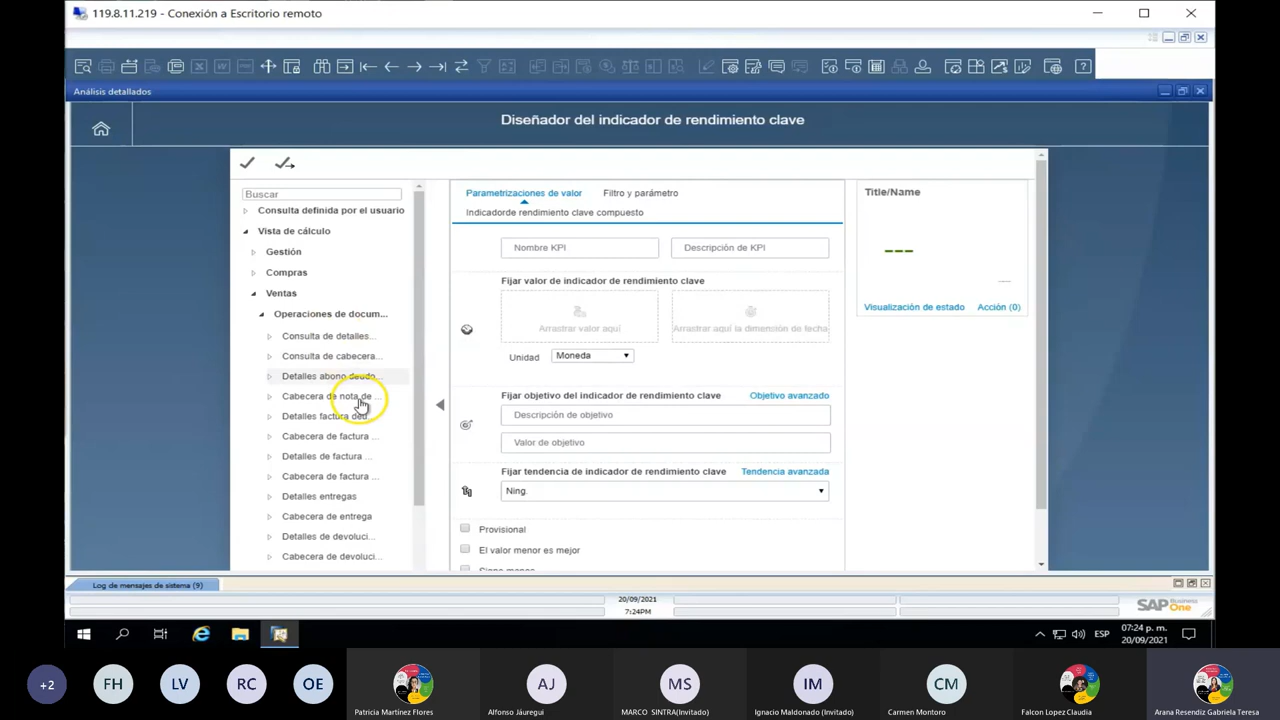 119.8.11.219 - Conexión a Escritorio remoto
Análisis detallados
Diseñador del indicador de rendimiento clave
Buscar
Consulta definida por el usuario
Vista de cálculo
Gestión
Compras
Ventas
Operaciones de docum...
Consulta de detalles...
Consulta de cabecera...
Detalles abono deudo...
Cabecera de nota de ...
Detalles factura deu...
Cabecera de factura ...
Detalles de factura ...
Cabecera de factura ...
Detalles entregas
Cabecera de entrega
Detalles de devoluci...
Cabecera de devoluci...
Parametrizaciones de valor
Filtro y parámetro
Indicadorde rendimiento clave compuesto
Nombre KPI
Descripción de KPI
Fijar valor de indicador de rendimiento clave
Arrastrar valor aquí
Arrastrar aquí la dimensión de fecha
Unidad
Moneda
Fijar objetivo del indicador de rendimiento clave
Objetivo avanzado
Descripción de objetivo
Valor de objetivo
Fijar tendencia de indicador de rendimiento clave
Tendencia avanzada
Ning.
Provisional
El valor menor es mejor
Title/Name
---
Visualización de estado
Acción (0)
Log de mensajes de sistema (9)
20/09/2021
7:24PM
SAP Business One
ESP
07:24 p. m.
20/09/2021
+2
FH
LV
RC
OE
Patricia Martínez Flores
AJ
Alfonso Jáuregui
MS
MARCO SINTRA(Invitado)
IM
Ignacio Maldonado (Invitado)
CM
Carmen Montoro
Falcon Lopez Claudia
Arana Resendiz Gabriela Teresa